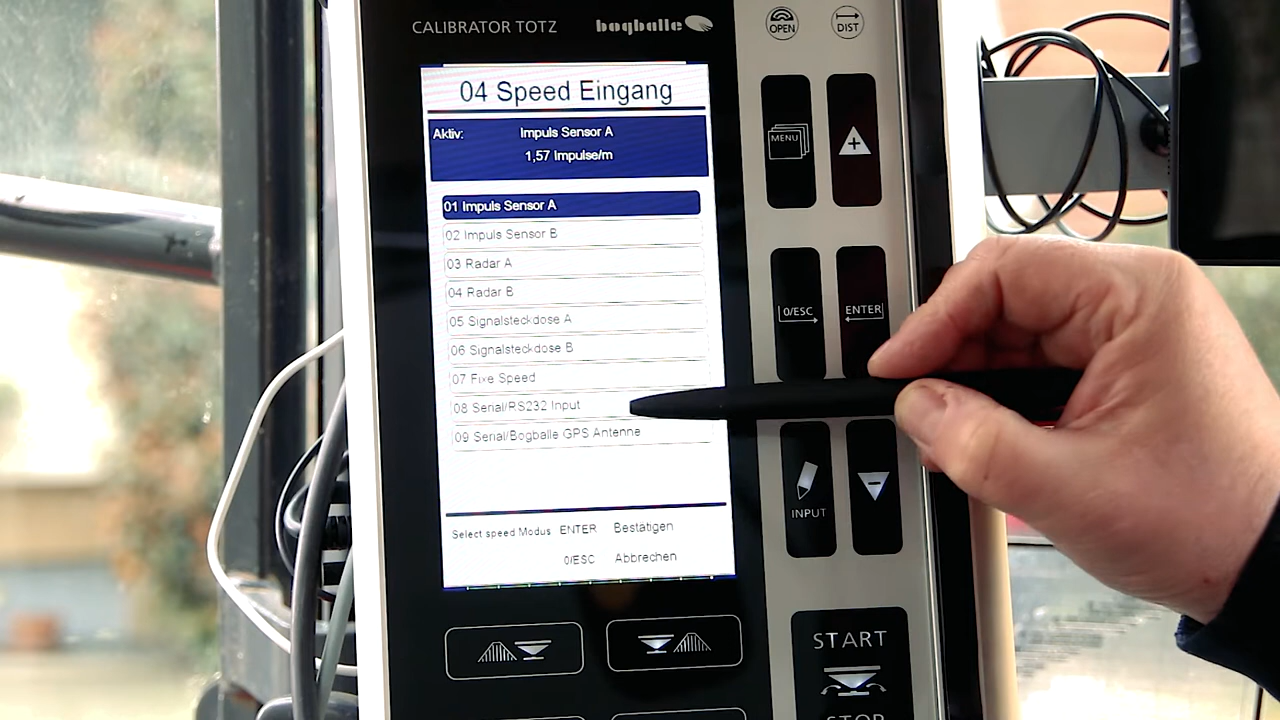 CALIBRATOR TOTZ bogballe
OPEN DIST
04 Speed Eingang
Aktiv: Impuls Sensor A
1,57 Impulse/m
01 Impuls Sensor A
02 Impuls Sensor B
03 Radar A
04 Radar B
05 Signalsteckdose A
06 Signalsteckdose B
07 Fixe Speed
08 Serial/RS232 Input
09 Serial/Bogballe GPS Antenne
Select speed Modus ENTER Bestätigen
0/ESC Abbrechen
MENU +
0/ESC ENTER
INPUT −
START
STOP